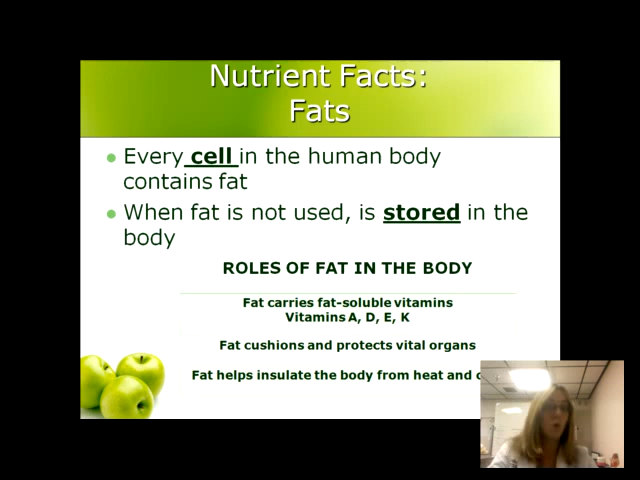 Nutrient Facts:
Fats
Every cell in the human body
contains fat
When fat is not used, is stored in the
body
ROLES OF FAT IN THE BODY
Fat carries fat-soluble vitamins
Vitamins A, D, E, K
Fat cushions and protects vital organs
Fat helps insulate the body from heat and